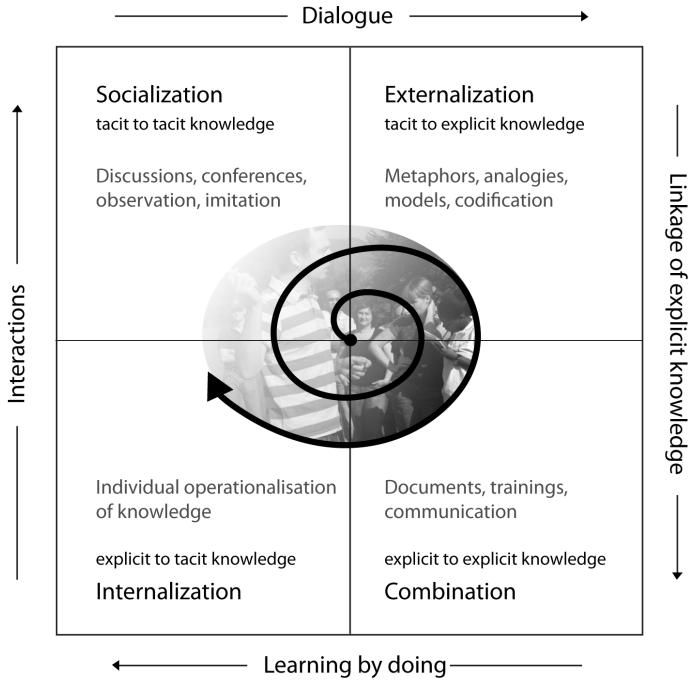 Dialogue
Socialization
tacit to tacit knowledge
Discussions, conferences,
observation, imitation
Externalization
tacit to explicit knowledge
Metaphors, analogies,
models, codification
Interactions
Linkage of explicit knowledge
Individual operationalisation
of knowledge
explicit to tacit knowledge
Internalization
Documents, trainings,
communication
explicit to explicit knowledge
Combination
Learning by doing